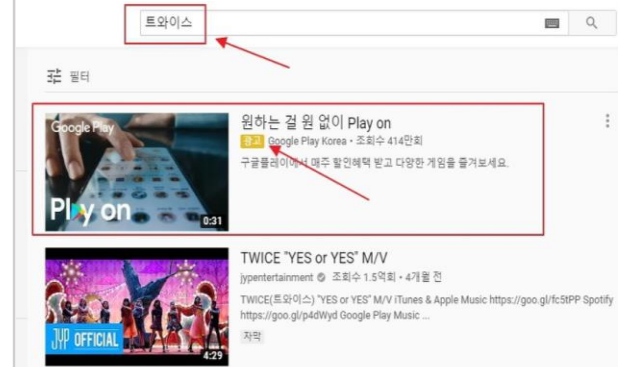 트와이스
필터
Google Play
Play on
0:31
원하는 걸 원 없이 Play on
광고 Google Play Korea • 조회수 414만회
구글플레이에서 매주 할인혜택 받고 다양한 게임을 즐겨보세요.
JYP OFFICIAL
4:29
TWICE "YES or YES" M/V
jypentertainment 조회수 1.5억회 • 4개월 전
TWICE(트와이스) "YES or YES" M/V iTunes & Apple Music https://goo.gl/fc5tPP Spotify
https://goo.gl/p4dWyd Google Play Music ...
자막